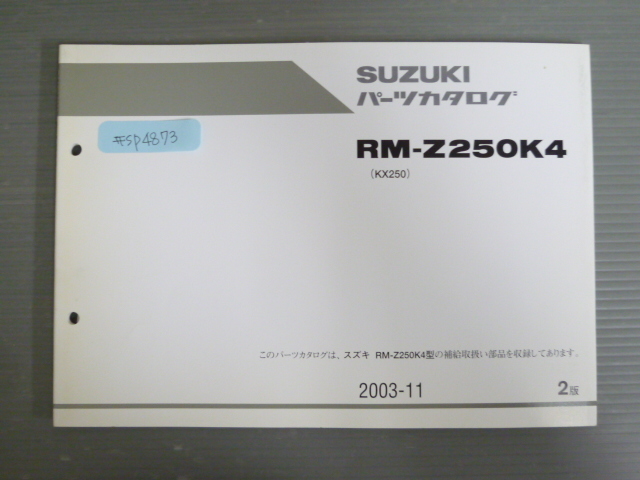 SUZUKI
パーツカタログ
#SP4873
RM-Z250K4
(KX250)
このパーツカタログは、スズキ RM-Z250K4型の補給取扱い部品を収録してあります。
2003-11
2版